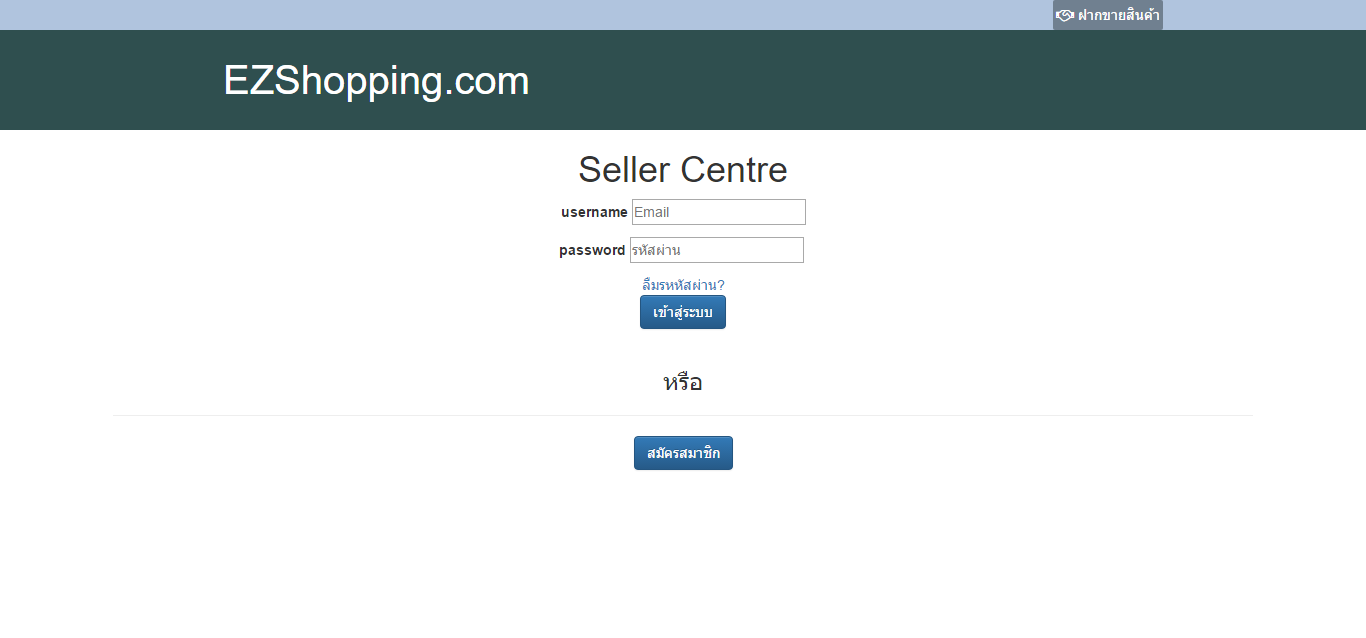 ฝากขายสินค้า
EZShopping.com
Seller Centre
username Email
password รหัสผ่าน
ลืมรหหัสผ่าน?
เข้าสู่ระบบ
หรือ
สมัครสมาชิก